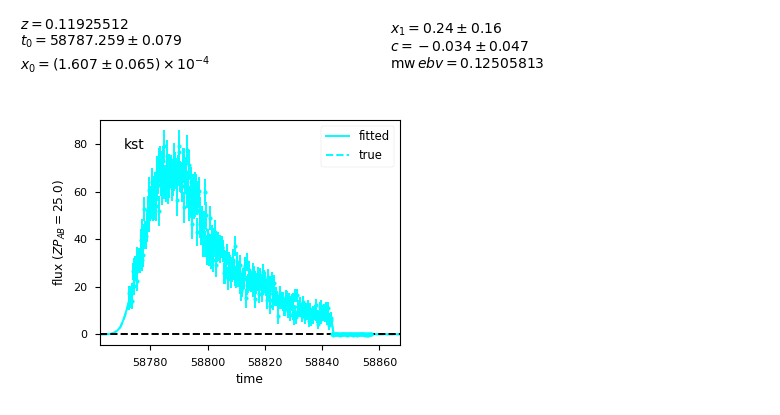 z = 0.11925512
t₀ = 58787.259 ± 0.079
x₀ = (1.607 ± 0.065) × 10⁻⁴
x₁ = 0.24 ± 0.16
c = −0.034 ± 0.047
mw ebv = 0.12505813
kst
fitted
true
flux (ZP_AB = 25.0)
80
60
40
20
0
58780 58800 58820 58840 58860
time